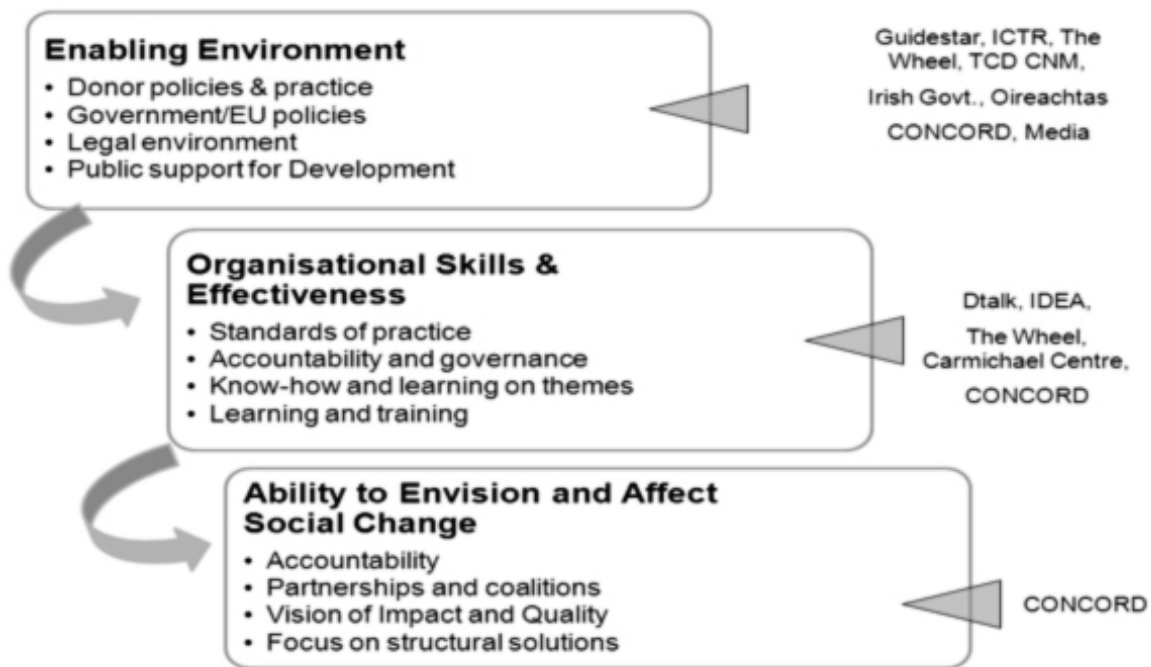 Enabling Environment
• Donor policies & practice
• Government/EU policies
• Legal environment
• Public support for Development
Guidestar, ICTR, The
Wheel, TCD CNM,
Irish Govt., Oireachtas
CONCORD, Media
Organisational Skills &
Effectiveness
• Standards of practice
• Accountability and governance
• Know-how and learning on themes
• Learning and training
Dtalk, IDEA,
The Wheel,
Carmichael Centre,
CONCORD
Ability to Envision and Affect
Social Change
• Accountability
• Partnerships and coalitions
• Vision of Impact and Quality
• Focus on structural solutions
CONCORD